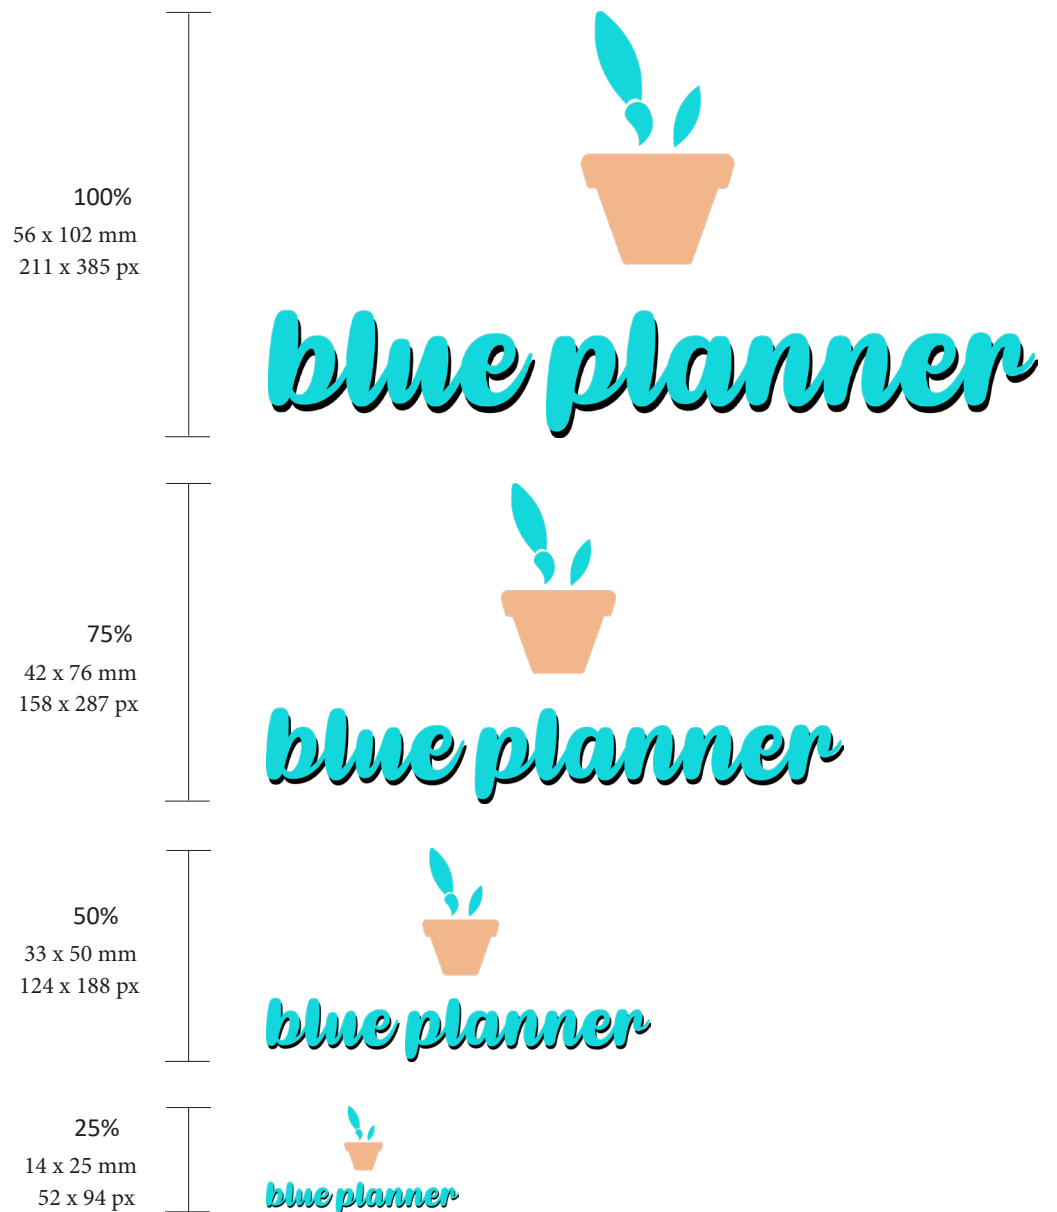 100%
56 x 102 mm
211 x 385 px
blue planner
75%
42 x 76 mm
158 x 287 px
blue planner
50%
33 x 50 mm
124 x 188 px
blue planner
25%
14 x 25 mm
52 x 94 px
blue planner